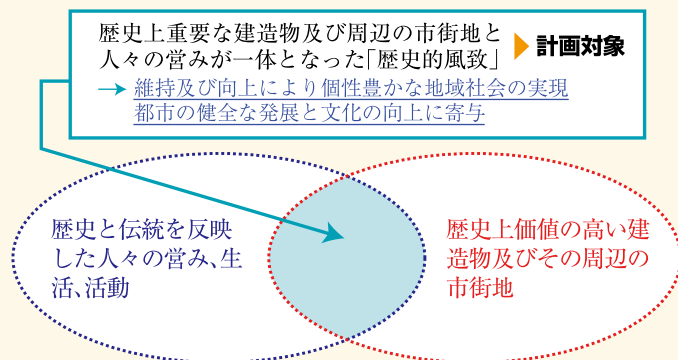 歴史上重要な建造物及び周辺の市街地と
人々の営みが一体となった「歴史的風致」
計画対象
維持及び向上により個性豊かな地域社会の実現
都市の健全な発展と文化の向上に寄与
歴史と伝統を反映
した人々の営み、生
活、活動
歴史上価値の高い建
造物及びその周辺の
市街地